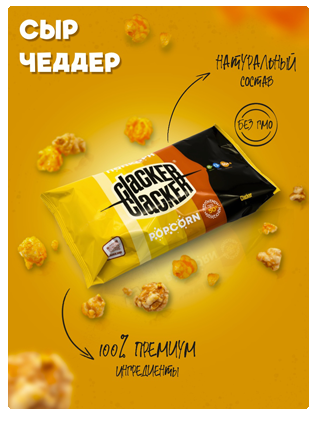 СЫР
ЧЕДДЕР
НАТУРАЛЬНЫЙ
СОСТАВ
БЕЗ ГМО
CLACKER
CLACKER
POPCORN
100% ПРЕМИУМ
ИНГРЕДИЕНТЫ